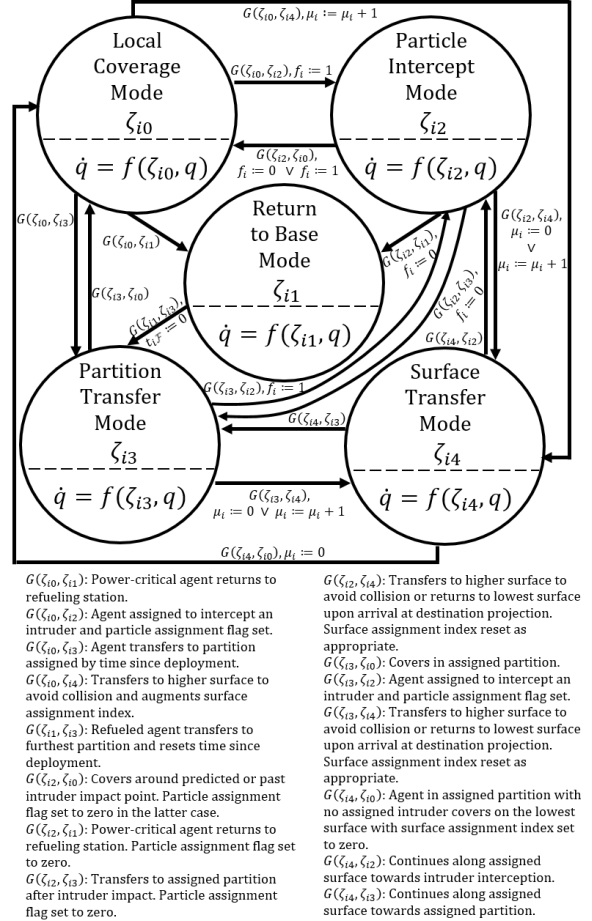 G(ζi0, ζi4), μi ≔ μi + 1
Local
Coverage
Mode
ζi0
q̇ = f(ζi0, q)
G(ζi0, ζi2), fi ≔ 1
G(ζi2, ζi0),
fi ≔ 0 ∨ fi ≔ 1
Particle
Intercept
Mode
ζi2
q̇ = f(ζi2, q)
G(ζi0, ζi3)
G(ζi0, ζi1)
G(ζi3, ζi0)
Return
to Base
Mode
ζi1
q̇ = f(ζi1, q)
G(ζi2, ζi1),
fi ≔ 0
G(ζi2, ζi4),
μi ≔ 0
∨
μi ≔ μi + 1
G(ζi1, ζi3),
ti,ℱ ≔ 0
G(ζi2, ζi3),
fi ≔ 0
G(ζi4, ζi2)
Partition
Transfer
Mode
ζi3
q̇ = f(ζi3, q)
G(ζi3, ζi2), fi ≔ 1
G(ζi4, ζi3)
G(ζi3, ζi4),
μi ≔ 0 ∨ μi ≔ μi + 1
Surface
Transfer
Mode
ζi4
q̇ = f(ζi4, q)
G(ζi4, ζi0), μi ≔ 0
G(ζi0, ζi1): Power-critical agent returns to
refueling station.
G(ζi0, ζi2): Agent assigned to intercept an
intruder and particle assignment flag set.
G(ζi0, ζi3): Agent transfers to partition
assigned by time since deployment.
G(ζi0, ζi4): Transfers to higher surface to
avoid collision and augments surface
assignment index.
G(ζi1, ζi3): Refueled agent transfers to
furthest partition and resets time since
deployment.
G(ζi2, ζi0): Covers around predicted or past
intruder impact point. Particle assignment
flag set to zero in the latter case.
G(ζi2, ζi1): Power-critical agent returns to
refueling station. Particle assignment flag set
to zero.
G(ζi2, ζi3): Transfers to assigned partition
after intruder impact. Particle assignment
flag set to zero.
G(ζi2, ζi4): Transfers to higher surface to
avoid collision or returns to lowest surface
upon arrival at destination projection.
Surface assignment index reset as
appropriate.
G(ζi3, ζi0): Covers in assigned partition.
G(ζi3, ζi2): Agent assigned to intercept an
intruder and particle assignment flag set.
G(ζi3, ζi4): Transfers to higher surface to
avoid collision or returns to lowest surface
upon arrival at destination projection.
Surface assignment index reset as
appropriate.
G(ζi4, ζi0): Agent in assigned partition with
no assigned intruder covers on the lowest
surface with surface assignment index set
to zero.
G(ζi4, ζi2): Continues along assigned
surface towards intruder interception.
G(ζi4, ζi3): Continues along assigned
surface towards assigned partition.